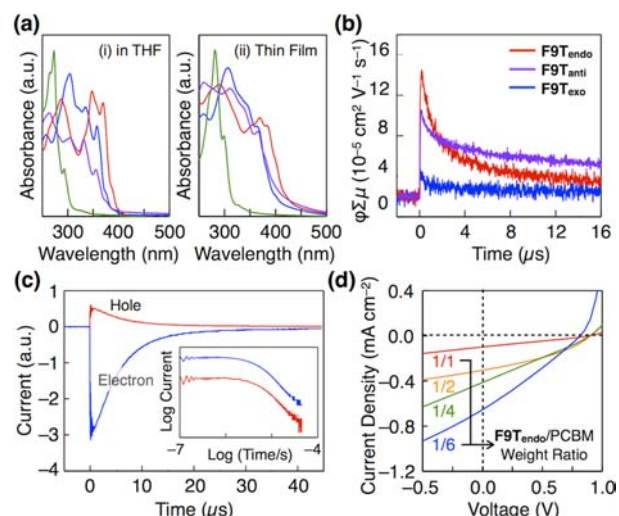 (a)
(i) in THF
(ii) Thin Film
Absorbance (a.u.)
Absorbance (a.u.)
300 400 500
300 400 500
Wavelength (nm)
Wavelength (nm)
(b)
F9Tendo
F9Tanti
F9Texo
φΣμ (10–5 cm2 V–1 s–1)
16
12
8
4
0
0 4 8 12 16
Time (μs)
(c)
Hole
Electron
Current (a.u.)
1
0
−1
−2
−3
−4
Log Current
−7 −4
Log (Time/s)
0 10 20 30 40
Time (μs)
(d)
Current Density (mA cm–2)
0.4
0.0
−0.4
−0.8
−1.2
1/1
1/2
1/4
1/6
F9Tendo/PCBM
Weight Ratio
−0.5 0.0 0.5 1.0
Voltage (V)